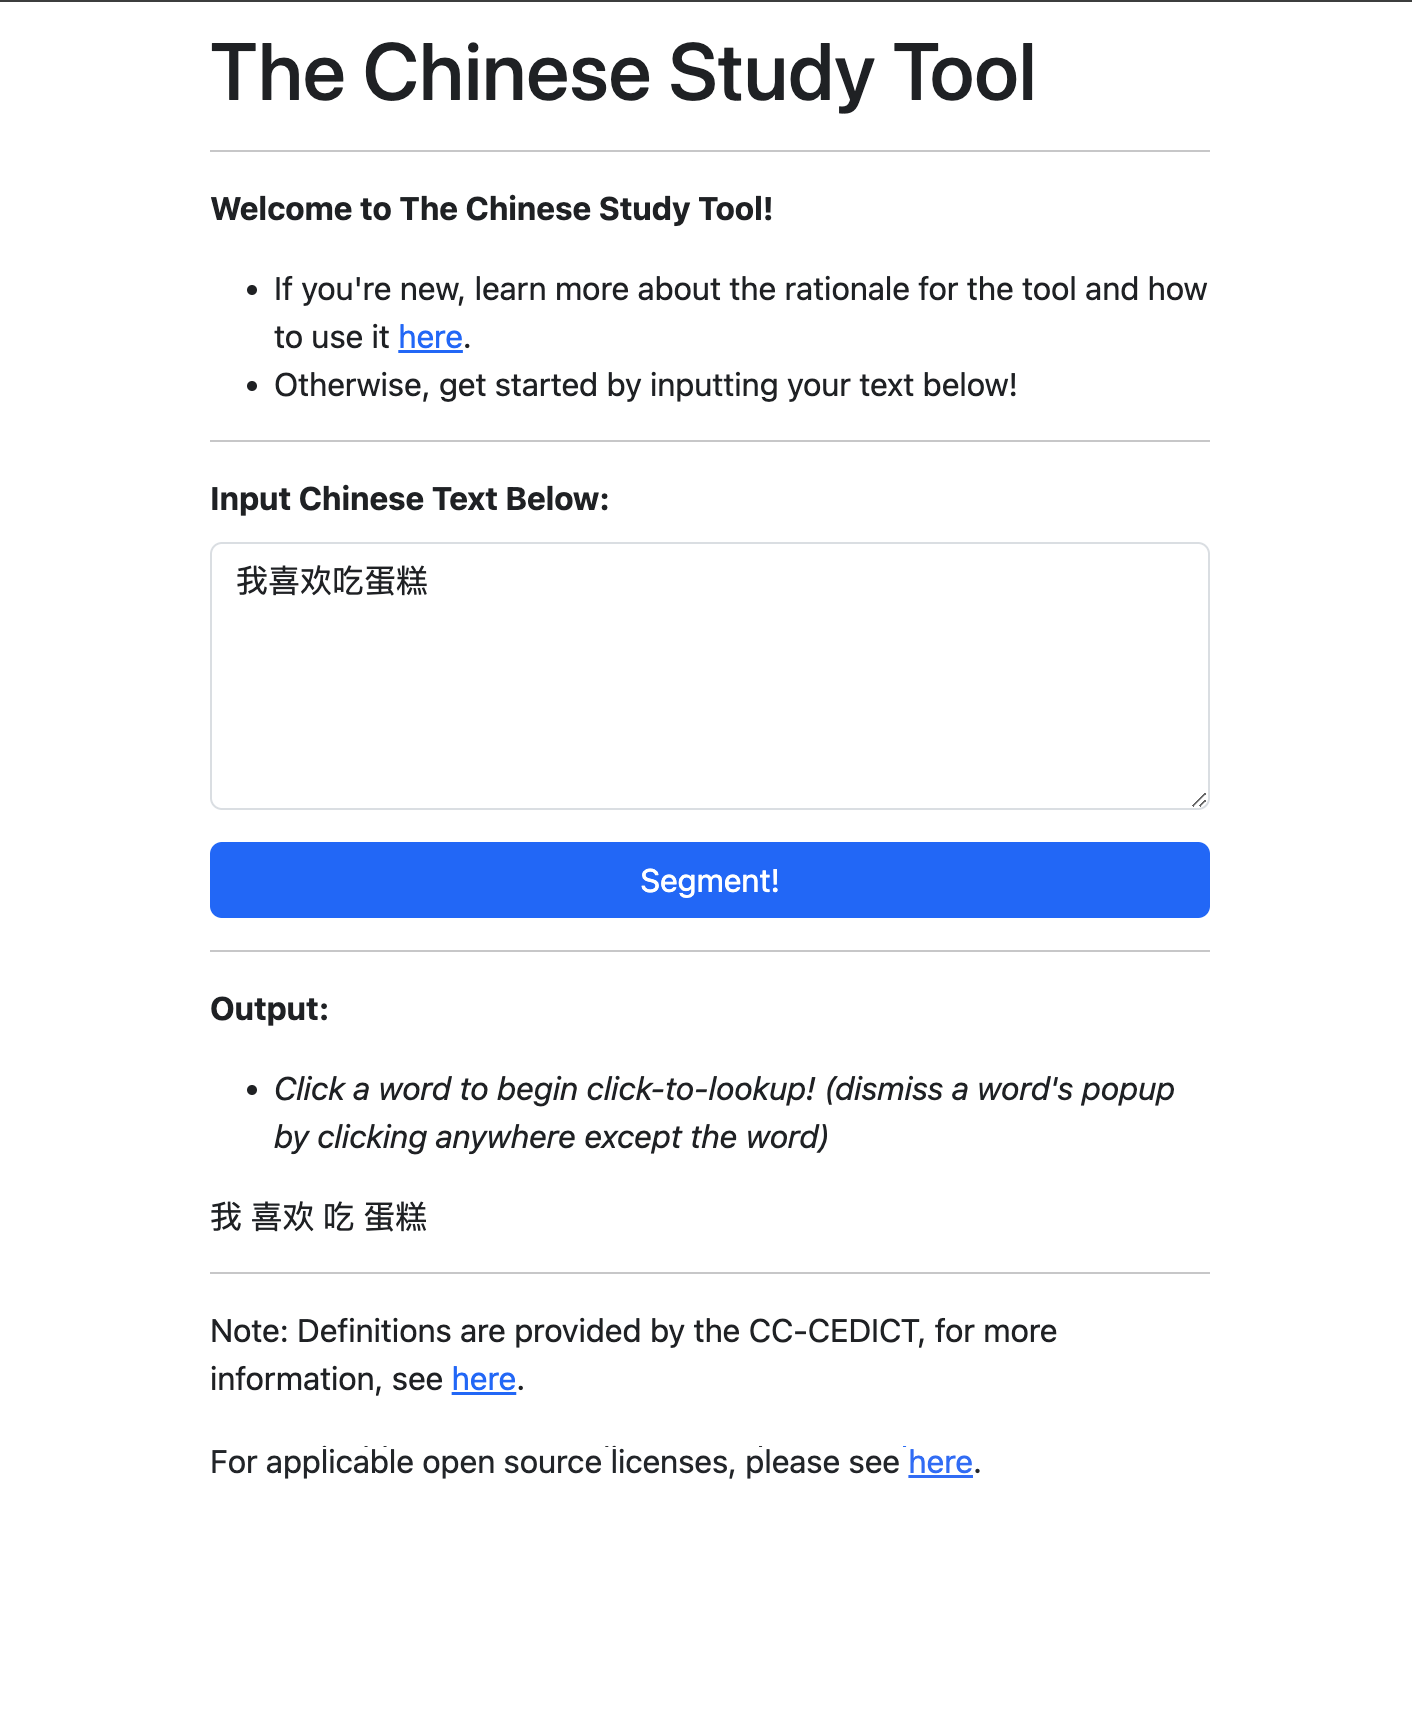 The Chinese Study Tool
Welcome to The Chinese Study Tool!
If you're new, learn more about the rationale for the tool and how
to use it here.
Otherwise, get started by inputting your text below!
Input Chinese Text Below:
我喜欢吃蛋糕
Segment!
Output:
Click a word to begin click-to-lookup! (dismiss a word's popup
by clicking anywhere except the word)
我 喜欢 吃 蛋糕
Note: Definitions are provided by the CC-CEDICT, for more
information, see here.
For applicable open source licenses, please see here.